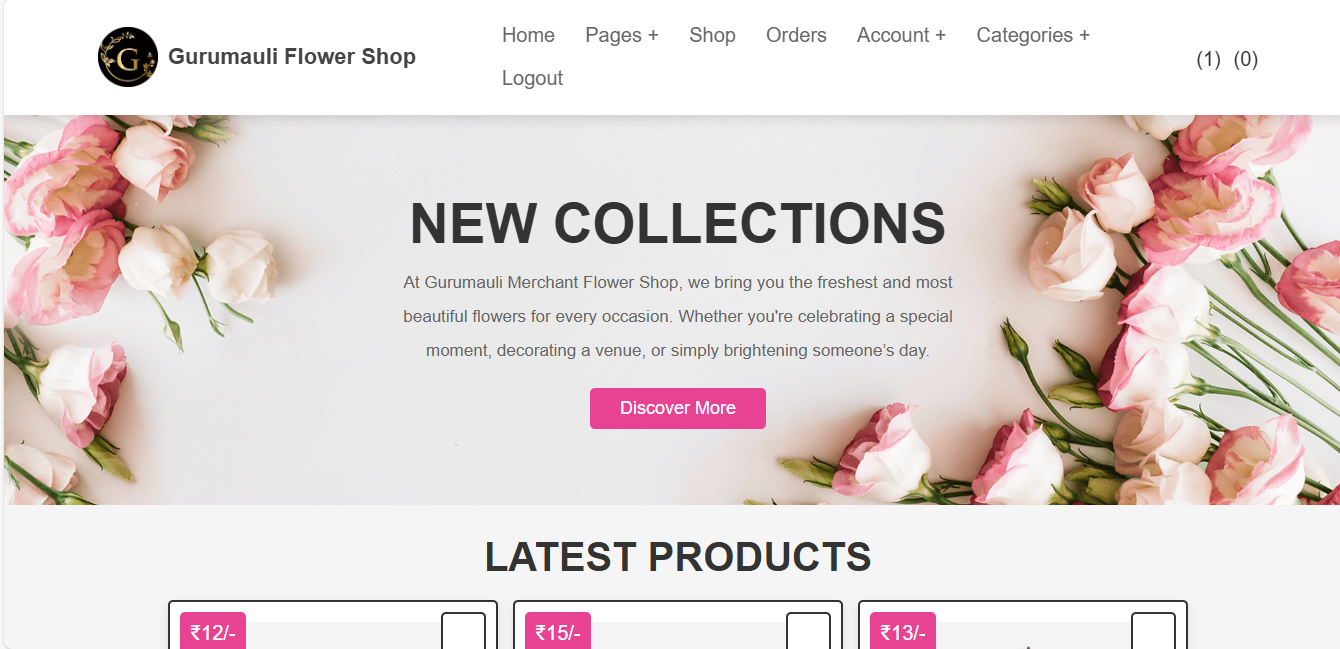 G
Gurumauli Flower Shop
Home Pages + Shop Orders Account + Categories +
Logout
(1) (0)
NEW COLLECTIONS
At Gurumauli Merchant Flower Shop, we bring you the freshest and most
beautiful flowers for every occasion. Whether you're celebrating a special
moment, decorating a venue, or simply brightening someone’s day.
Discover More
LATEST PRODUCTS
₹12/- ₹15/- ₹13/-